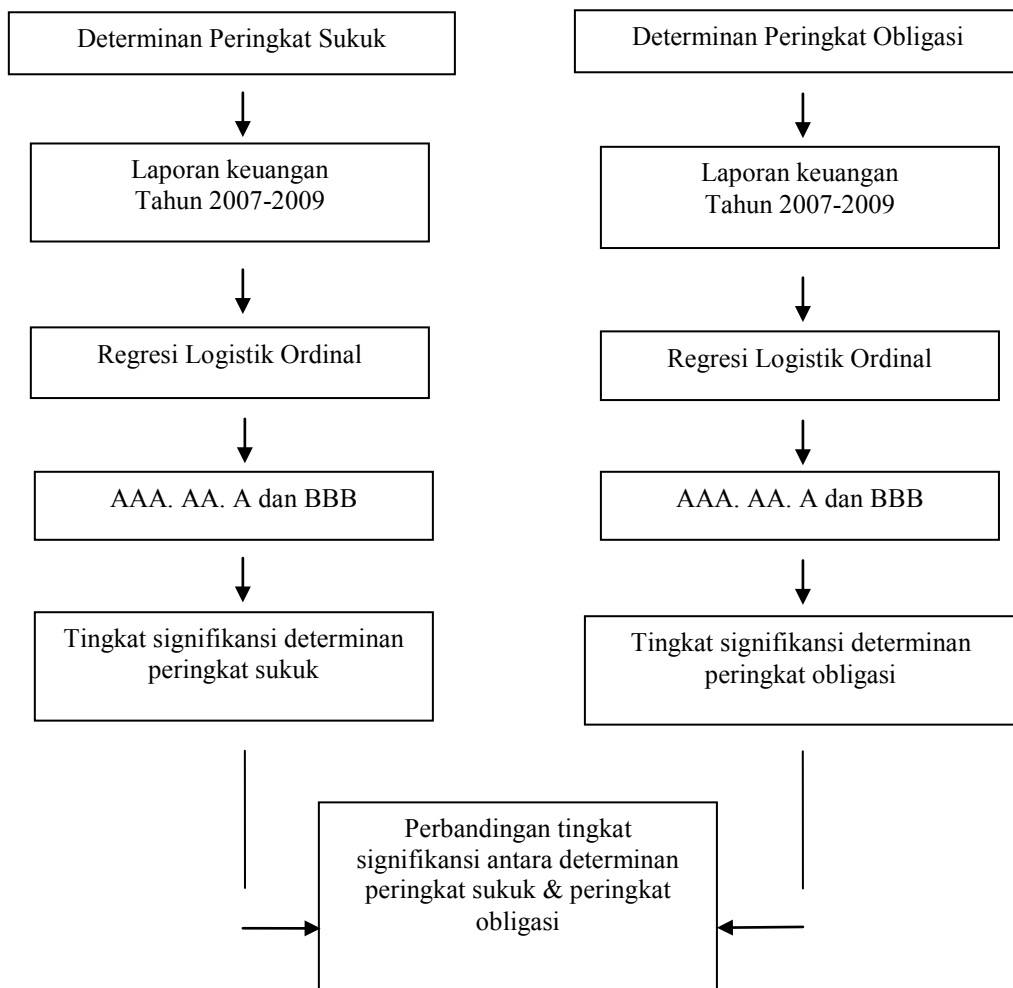 Determinan Peringkat Sukuk
Laporan keuangan
Tahun 2007-2009
Regresi Logistik Ordinal
AAA. AA. A dan BBB
Tingkat signifikansi determinan
peringkat sukuk
Determinan Peringkat Obligasi
Laporan keuangan
Tahun 2007-2009
Regresi Logistik Ordinal
AAA. AA. A dan BBB
Tingkat signifikansi determinan
peringkat obligasi
Perbandingan tingkat
signifikansi antara determinan
peringkat sukuk & peringkat
obligasi